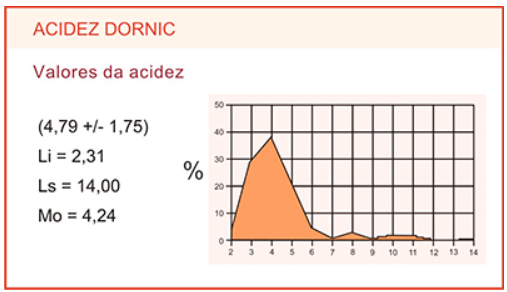 ACIDEZ DORNIC
Valores da acidez
(4,79 +/- 1,75)
Li = 2,31
Ls = 14,00
Mo = 4,24
%
50
40
30
20
10
0
2 3 4 5 6 7 8 9 10 11 12 13 14